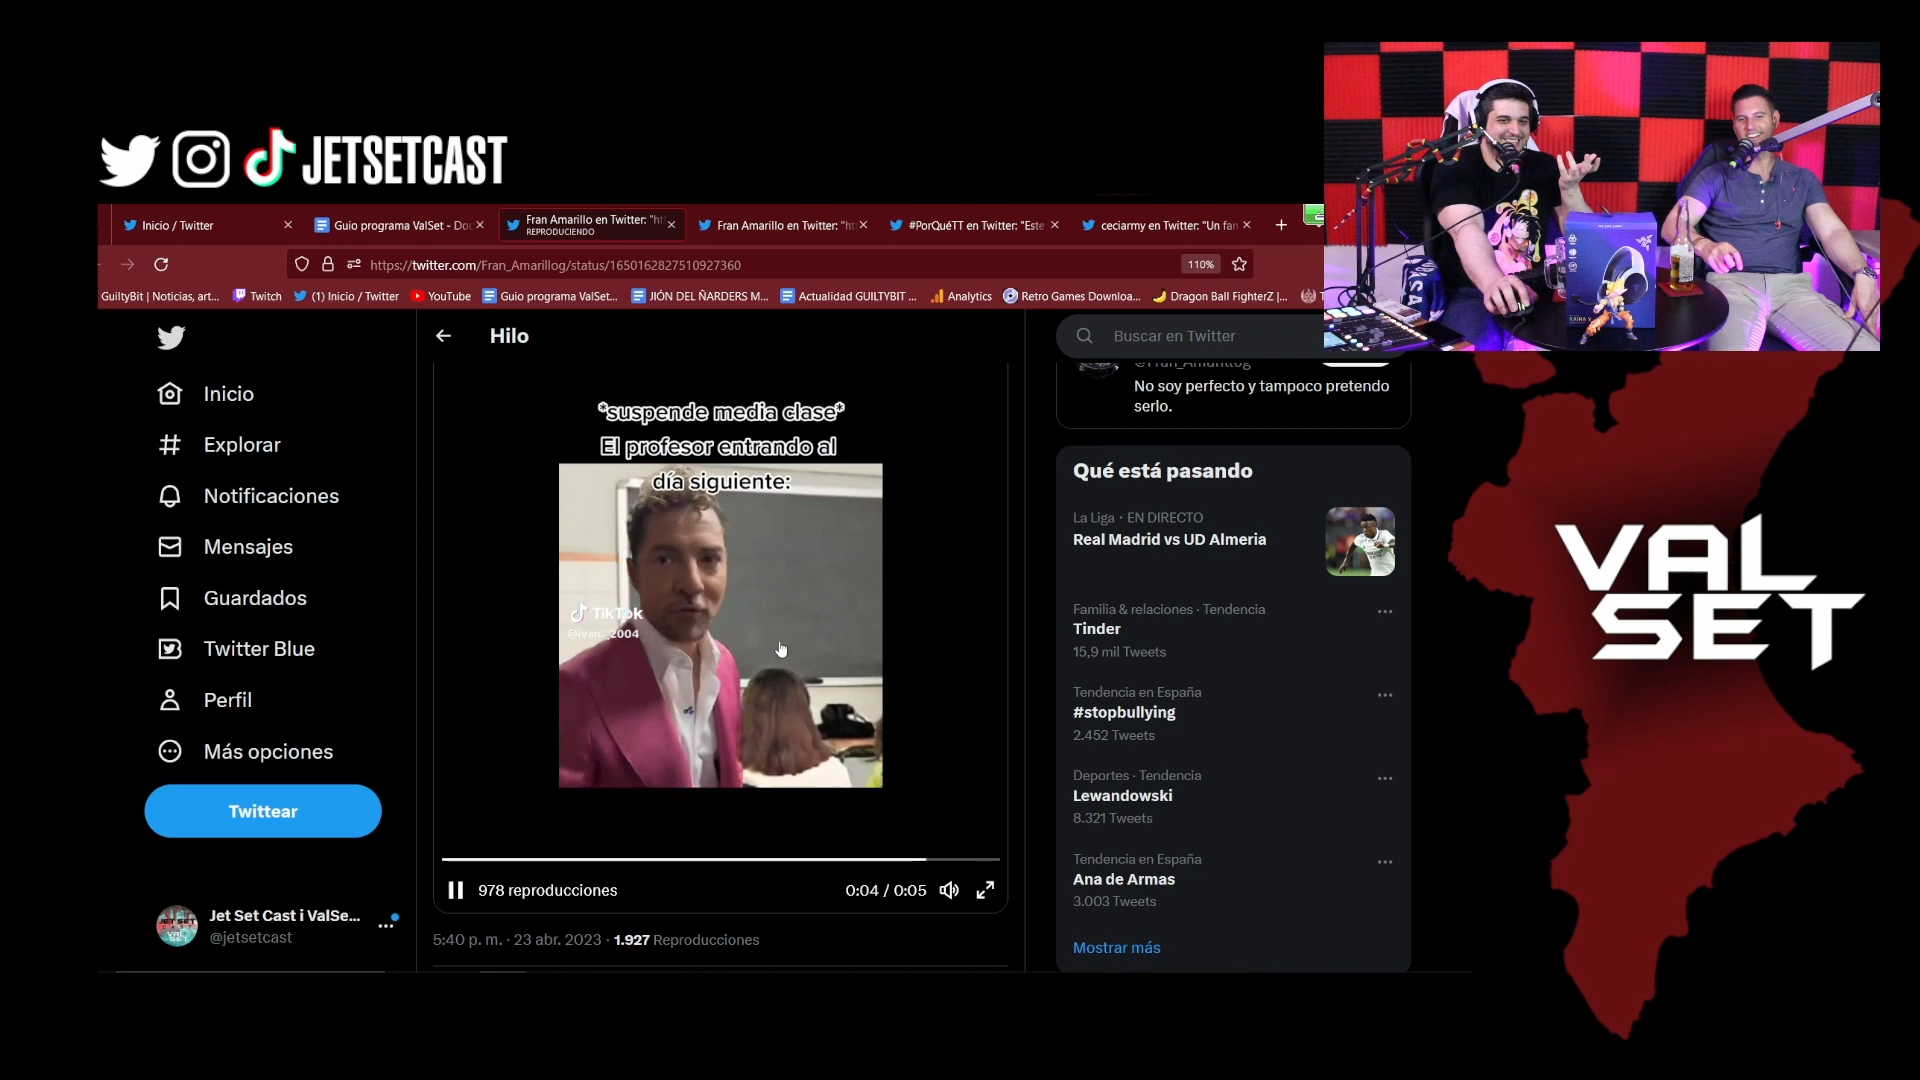 JETSETCAST
Inicio / Twitter
Guio programa ValSet - Doc
Fran Amarillo en Twitter: "ht
REPRODUCIENDO
Fran Amarillo en Twitter: "ht
#PorQuéTT en Twitter: "Este
ceciarmy en Twitter: "Un fan
https://twitter.com/Fran_Amarillog/status/1650162827510927360
110%
GuiltyBit | Noticias, art...
Twitch
(1) Inicio / Twitter
YouTube
Guio programa ValSet...
JIÓN DEL ÑARDERS M...
Actualidad GUILTYBIT ...
Analytics
Retro Games Downloa...
Dragon Ball FighterZ |...
Hilo
Buscar en Twitter
Inicio
Explorar
Notificaciones
Mensajes
Guardados
Twitter Blue
Perfil
Más opciones
Twittear
Jet Set Cast i ValSe...
@jetsetcast
*suspende media clase*
El profesor entrando al
día siguiente:
TikTok
978 reproducciones
0:04 / 0:05
5:40 p. m. · 23 abr. 2023 · 1.927 Reproducciones
@Fran_Amarillog
No soy perfecto y tampoco pretendo
serlo.
Qué está pasando
La Liga · EN DIRECTO
Real Madrid vs UD Almeria
Familia & relaciones · Tendencia
Tinder
15,9 mil Tweets
Tendencia en España
#stopbullying
2.452 Tweets
Deportes · Tendencia
Lewandowski
8.321 Tweets
Tendencia en España
Ana de Armas
3.003 Tweets
Mostrar más
VAL
SET